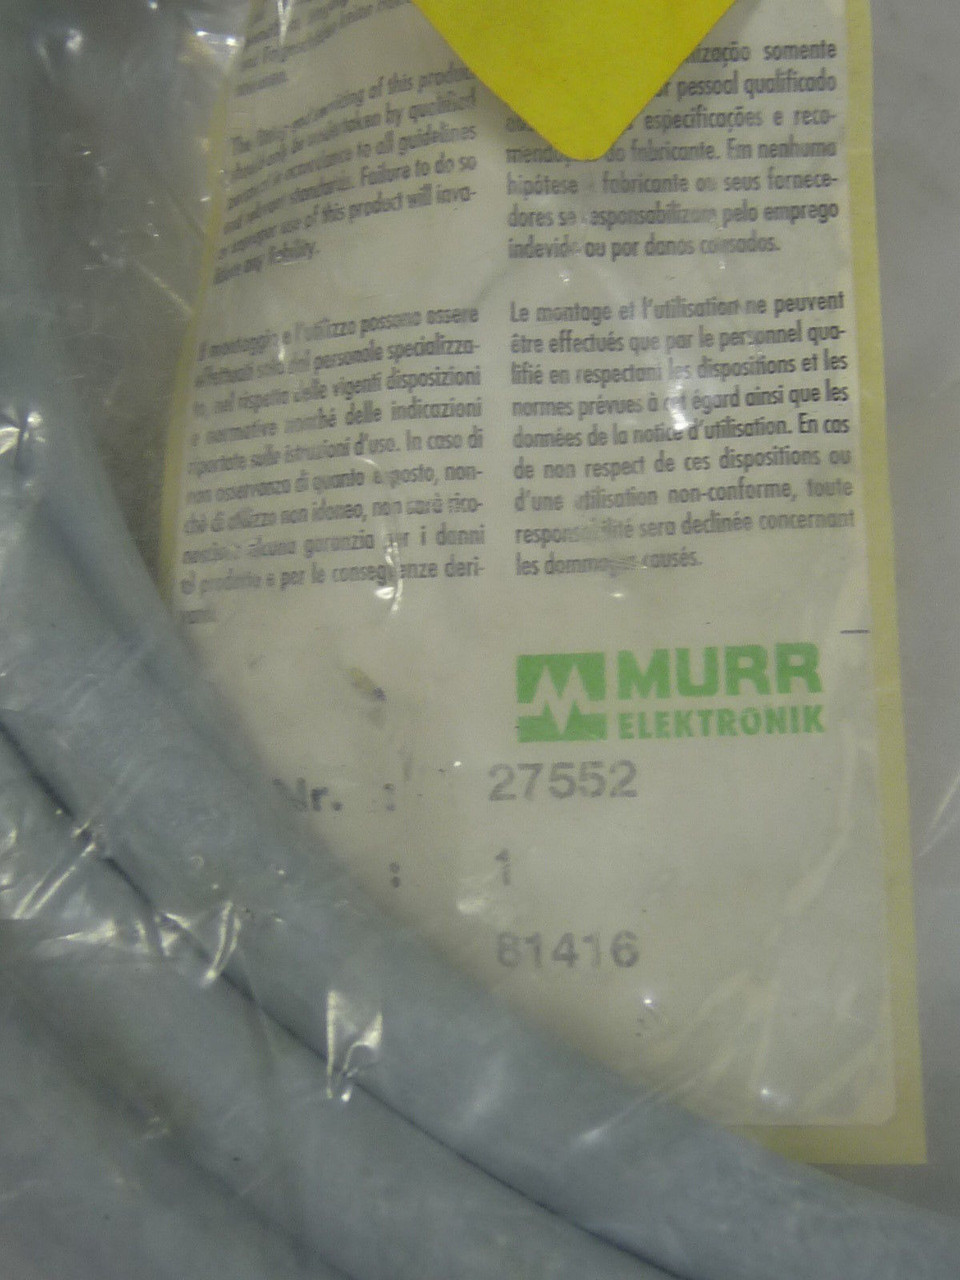 The fitting and servicing of this product
should only be undertaken by qualified
personnel in accordance to all guidelines
and relevant standards. Failure to do so
or improper use of this product will inva-
lidate any liability.
somente
pessoal qualificado
especificações e reco-
fabricante. Em nenhuma
hipótese fabricante ou seus fornece-
dores se responsabilizam pelo emprego
indevido ou por danos causados.
Il montaggio e l'utilizzo possono essere
effettuati solo dal personale specializza-
to, nel rispetto delle vigenti disposizioni
e normative nonché delle indicazioni
riportate sulle istruzioni d'uso. In caso di
non osservanza di quanto esposto, non-
chè di utilizzo non idoneo, non sarà rico-
nosciuta alcuna garanzia per i danni
al prodotto e per le conseguenze deri-
vanti.
Le montage et l'utilisation ne peuvent
être effectués que par le personnel qua-
lifié en respectant les dispositions et les
normes prévues à cet égard ainsi que les
données de la notice d'utilisation. En cas
de non respect de ces dispositions ou
d'une utilisation non-conforme, toute
responsabilité sera declinée concernant
les dommages causés.
MURR
ELEKTRONIK
Nr. : 27552
: 1
81416